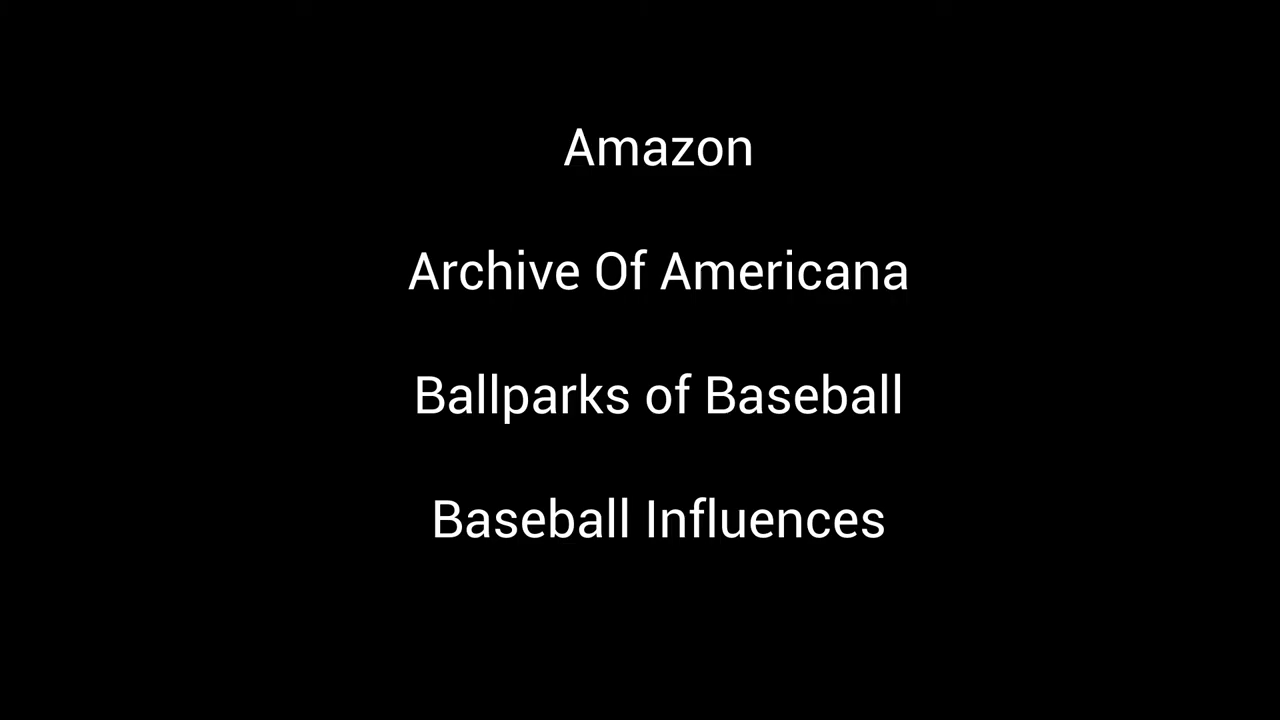 Amazon
Archive Of Americana
Ballparks of Baseball
Baseball Influences